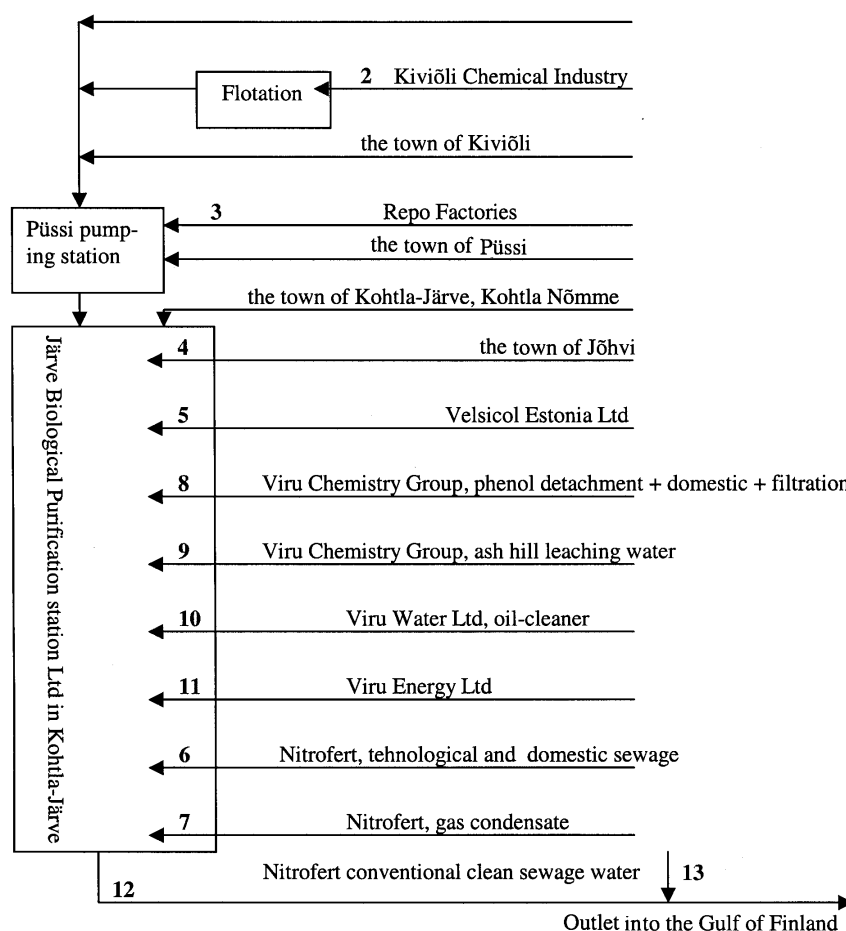 2 Kiviõli Chemical Industry
Flotation
the town of Kiviõli
3 Repo Factories
Püssi pump-
ing station
the town of Püssi
the town of Kohtla-Järve, Kohtla Nõmme
Järve Biological Purification station Ltd in Kohtla-Järve
4 the town of Jõhvi
5 Velsicol Estonia Ltd
8 Viru Chemistry Group, phenol detachment + domestic + filtration
9 Viru Chemistry Group, ash hill leaching water
10 Viru Water Ltd, oil-cleaner
11 Viru Energy Ltd
6 Nitrofert, tehnological and domestic sewage
7 Nitrofert, gas condensate
Nitrofert conventional clean sewage water 13
12
Outlet into the Gulf of Finland